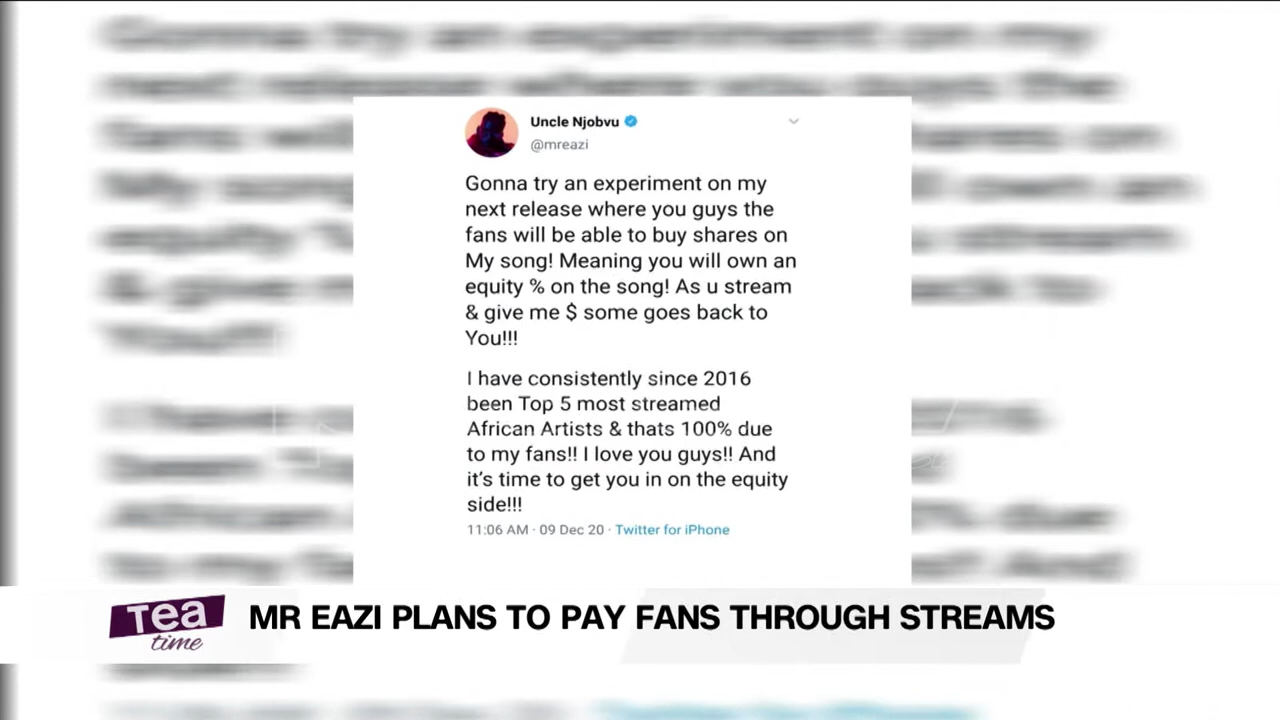 Uncle Njobvu
@mreazi
Gonna try an experiment on my
next release where you guys the
fans will be able to buy shares on
My song! Meaning you will own an
equity % on the song! As u stream
& give me $ some goes back to
You!!!
I have consistently since 2016
been Top 5 most streamed
African Artists & thats 100% due
to my fans!! I love you guys!! And
it's time to get you in on the equity
side!!!
11:06 AM · 09 Dec 20 · Twitter for iPhone
Tea
time
MR EAZI PLANS TO PAY FANS THROUGH STREAMS